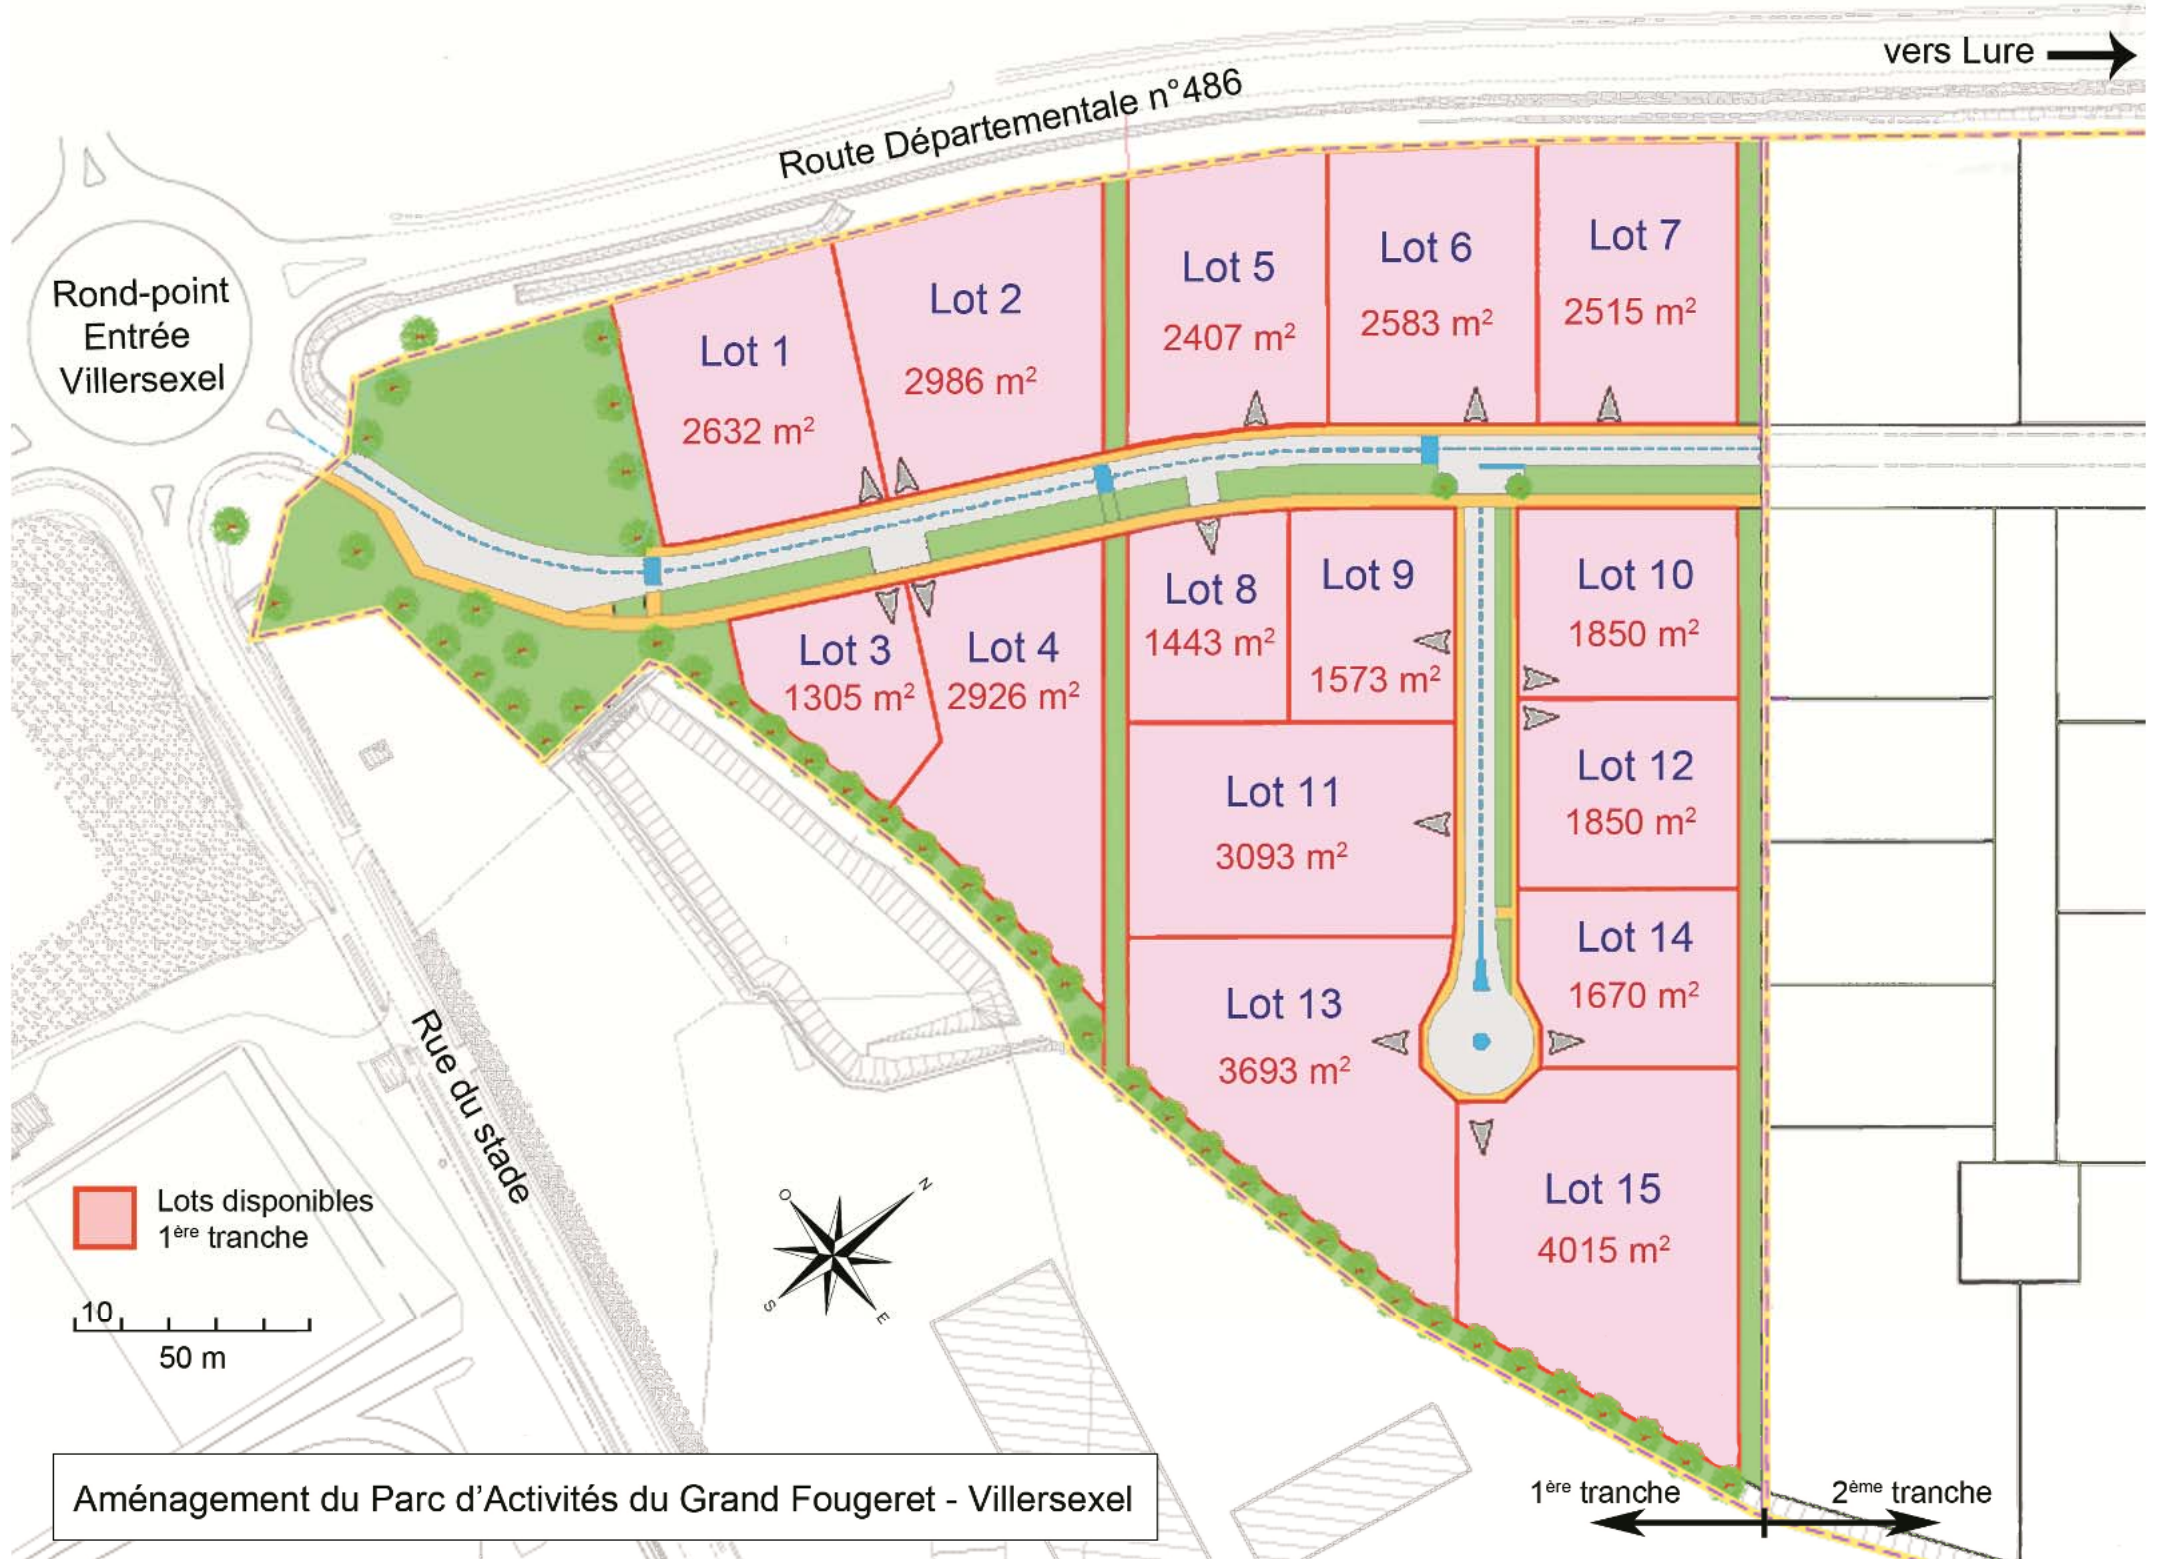 vers Lure
Route Départementale n°486
Rond-point
Entrée
Villersexel
Lot 1
2632 m²
Lot 2
2986 m²
Lot 5
2407 m²
Lot 6
2583 m²
Lot 7
2515 m²
Lot 3
1305 m²
Lot 4
2926 m²
Lot 8
1443 m²
Lot 9
1573 m²
Lot 10
1850 m²
Lot 11
3093 m²
Lot 12
1850 m²
Lot 13
3693 m²
Lot 14
1670 m²
Lot 15
4015 m²
Rue du stade
Lots disponibles
1ère tranche
10
50 m
O
N
S
E
Aménagement du Parc d'Activités du Grand Fougeret - Villersexel
1ère tranche
2ème tranche